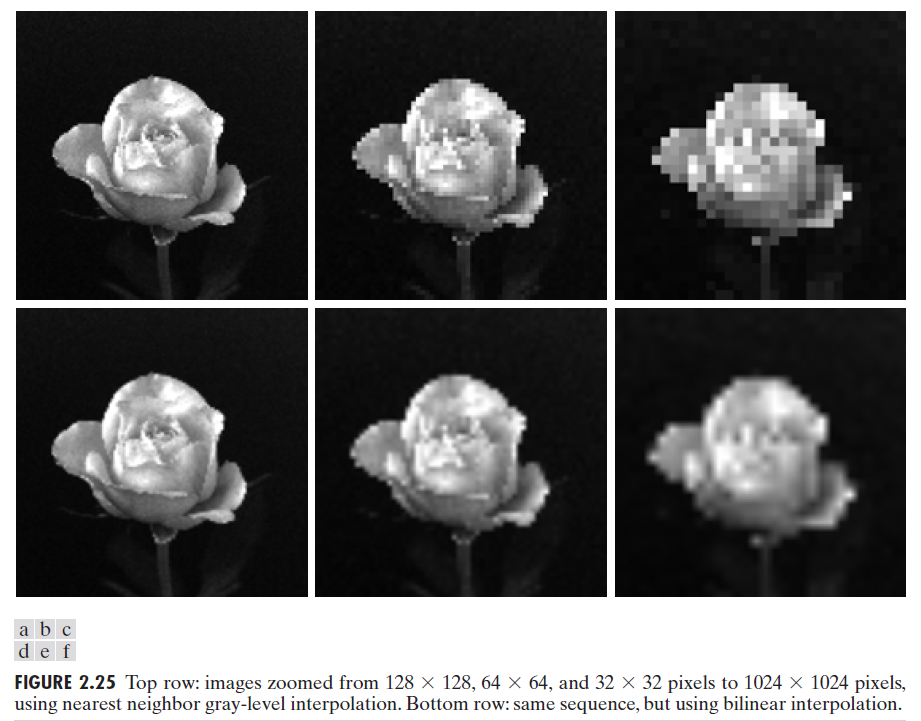 a b c
d e f
FIGURE 2.25 Top row: images zoomed from 128 × 128, 64 × 64, and 32 × 32 pixels to 1024 × 1024 pixels,
using nearest neighbor gray-level interpolation. Bottom row: same sequence, but using bilinear interpolation.